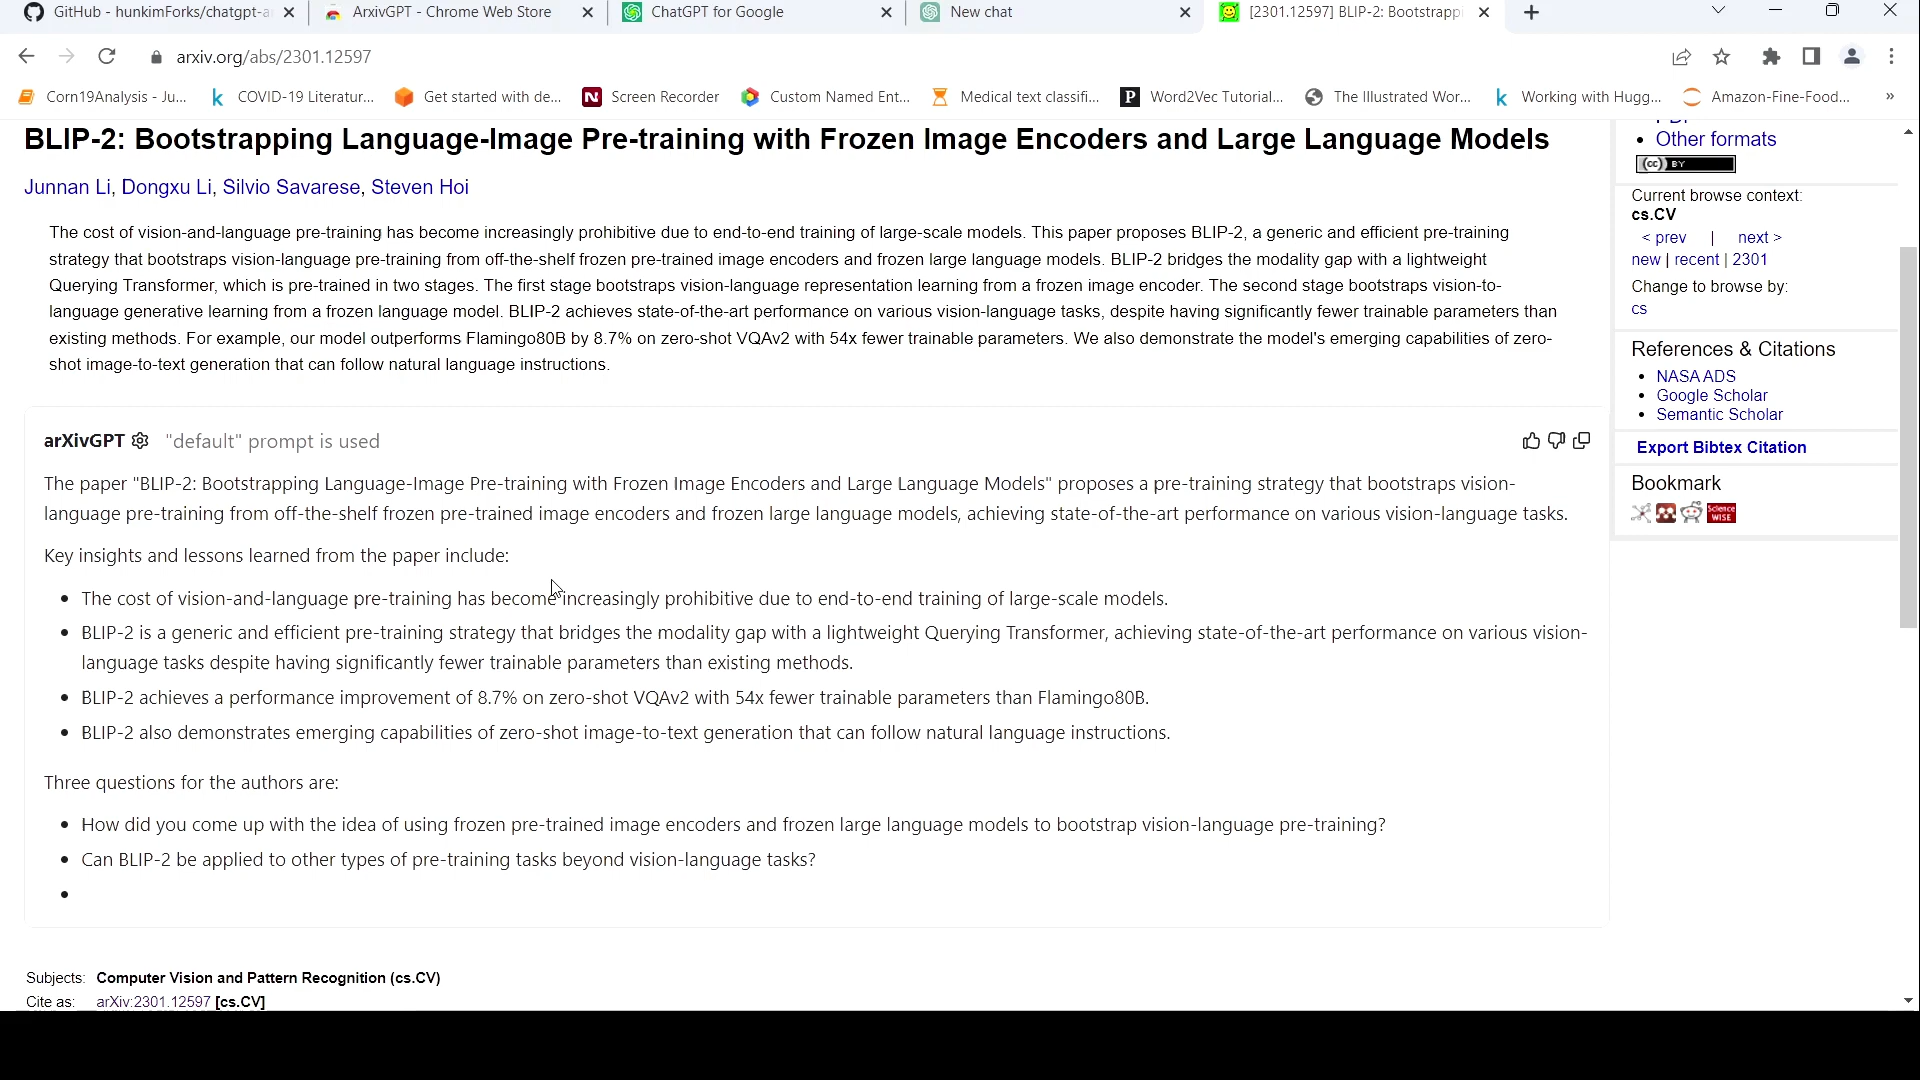 GitHub - hunkimForks/chatgpt-a
ArxivGPT - Chrome Web Store
ChatGPT for Google
New chat
[2301.12597] BLIP-2: Bootstrappi
arxiv.org/abs/2301.12597
Corn19Analysis - Ju...
COVID-19 Literatur...
Get started with de...
Screen Recorder
Custom Named Ent...
Medical text classifi...
Word2Vec Tutorial...
The Illustrated Wor...
Working with Hugg...
Amazon-Fine-Food...
»
BLIP-2: Bootstrapping Language-Image Pre-training with Frozen Image Encoders and Large Language Models
Junnan Li, Dongxu Li, Silvio Savarese, Steven Hoi
The cost of vision-and-language pre-training has become increasingly prohibitive due to end-to-end training of large-scale models. This paper proposes BLIP-2, a generic and efficient pre-training
strategy that bootstraps vision-language pre-training from off-the-shelf frozen pre-trained image encoders and frozen large language models. BLIP-2 bridges the modality gap with a lightweight
Querying Transformer, which is pre-trained in two stages. The first stage bootstraps vision-language representation learning from a frozen image encoder. The second stage bootstraps vision-to-
language generative learning from a frozen language model. BLIP-2 achieves state-of-the-art performance on various vision-language tasks, despite having significantly fewer trainable parameters than
existing methods. For example, our model outperforms Flamingo80B by 8.7% on zero-shot VQAv2 with 54x fewer trainable parameters. We also demonstrate the model's emerging capabilities of zero-
shot image-to-text generation that can follow natural language instructions.
arXivGPT "default" prompt is used
The paper "BLIP-2: Bootstrapping Language-Image Pre-training with Frozen Image Encoders and Large Language Models" proposes a pre-training strategy that bootstraps vision-
language pre-training from off-the-shelf frozen pre-trained image encoders and frozen large language models, achieving state-of-the-art performance on various vision-language tasks.
Key insights and lessons learned from the paper include:
• The cost of vision-and-language pre-training has become increasingly prohibitive due to end-to-end training of large-scale models.
• BLIP-2 is a generic and efficient pre-training strategy that bridges the modality gap with a lightweight Querying Transformer, achieving state-of-the-art performance on various vision-
language tasks despite having significantly fewer trainable parameters than existing methods.
• BLIP-2 achieves a performance improvement of 8.7% on zero-shot VQAv2 with 54x fewer trainable parameters than Flamingo80B.
• BLIP-2 also demonstrates emerging capabilities of zero-shot image-to-text generation that can follow natural language instructions.
Three questions for the authors are:
• How did you come up with the idea of using frozen pre-trained image encoders and frozen large language models to bootstrap vision-language pre-training?
• Can BLIP-2 be applied to other types of pre-training tasks beyond vision-language tasks?
•
Subjects: Computer Vision and Pattern Recognition (cs.CV)
Cite as: arXiv:2301.12597 [cs.CV]
• Other formats
(cc) BY
Current browse context:
cs.CV
< prev | next >
new | recent | 2301
Change to browse by:
cs
References & Citations
• NASA ADS
• Google Scholar
• Semantic Scholar
Export Bibtex Citation
Bookmark
Science
WISE